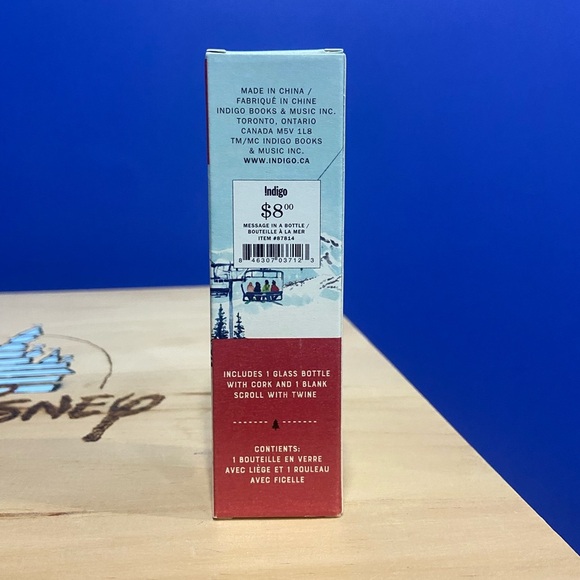 MADE IN CHINA /
FABRIQUÉ IN CHINE
INDIGO BOOKS & MUSIC INC.
TORONTO, ONTARIO
CANADA M5V 1L8
TM/MC INDIGO BOOKS
& MUSIC INC.
WWW.INDIGO.CA
!ndigo
$8.00
MESSAGE IN A BOTTLE /
BOUTEILLE À LA MER
ITEM #87814
8 46307 03712 3
INCLUDES 1 GLASS BOTTLE
WITH CORK AND 1 BLANK
SCROLL WITH TWINE
CONTIENTS:
1 BOUTEILLE EN VERRE
AVEC LIÈGE ET 1 ROULEAU
AVEC FICELLE